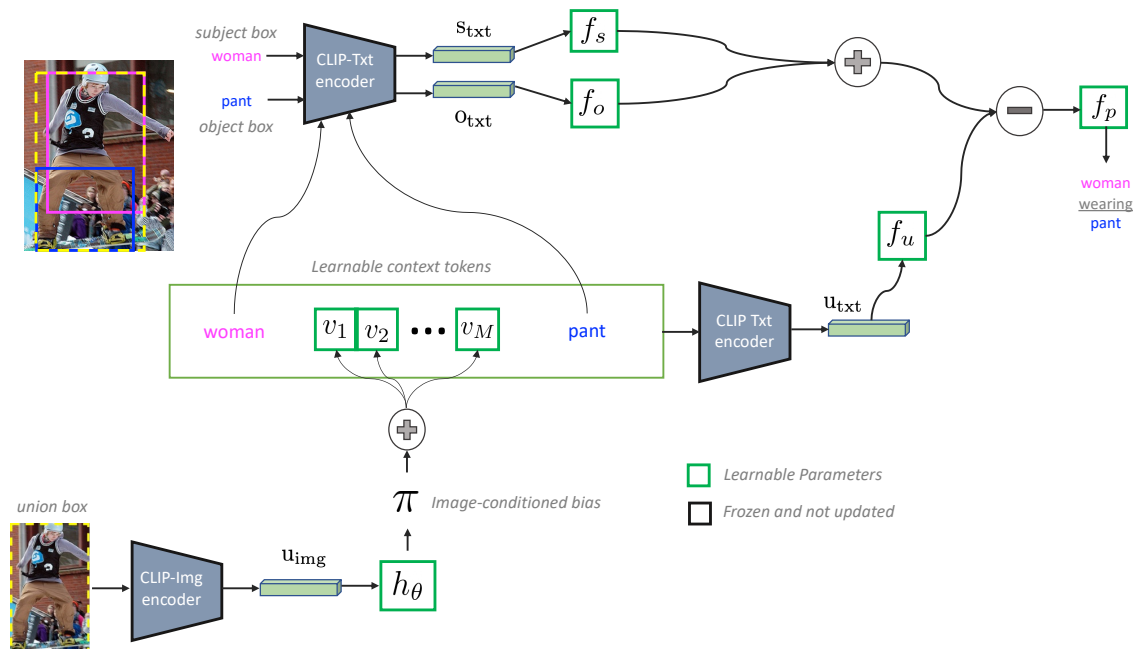 subject box
woman
pant
object box
CLIP-Txt
encoder
s_txt
o_txt
f_s
f_o
f_p
woman
wearing
pant
f_u
Learnable context tokens
woman
v_1
v_2
•••
v_M
pant
CLIP Txt
encoder
u_txt
π
Image-conditioned bias
Learnable Parameters
Frozen and not updated
union box
CLIP-Img
encoder
u_img
h_θ